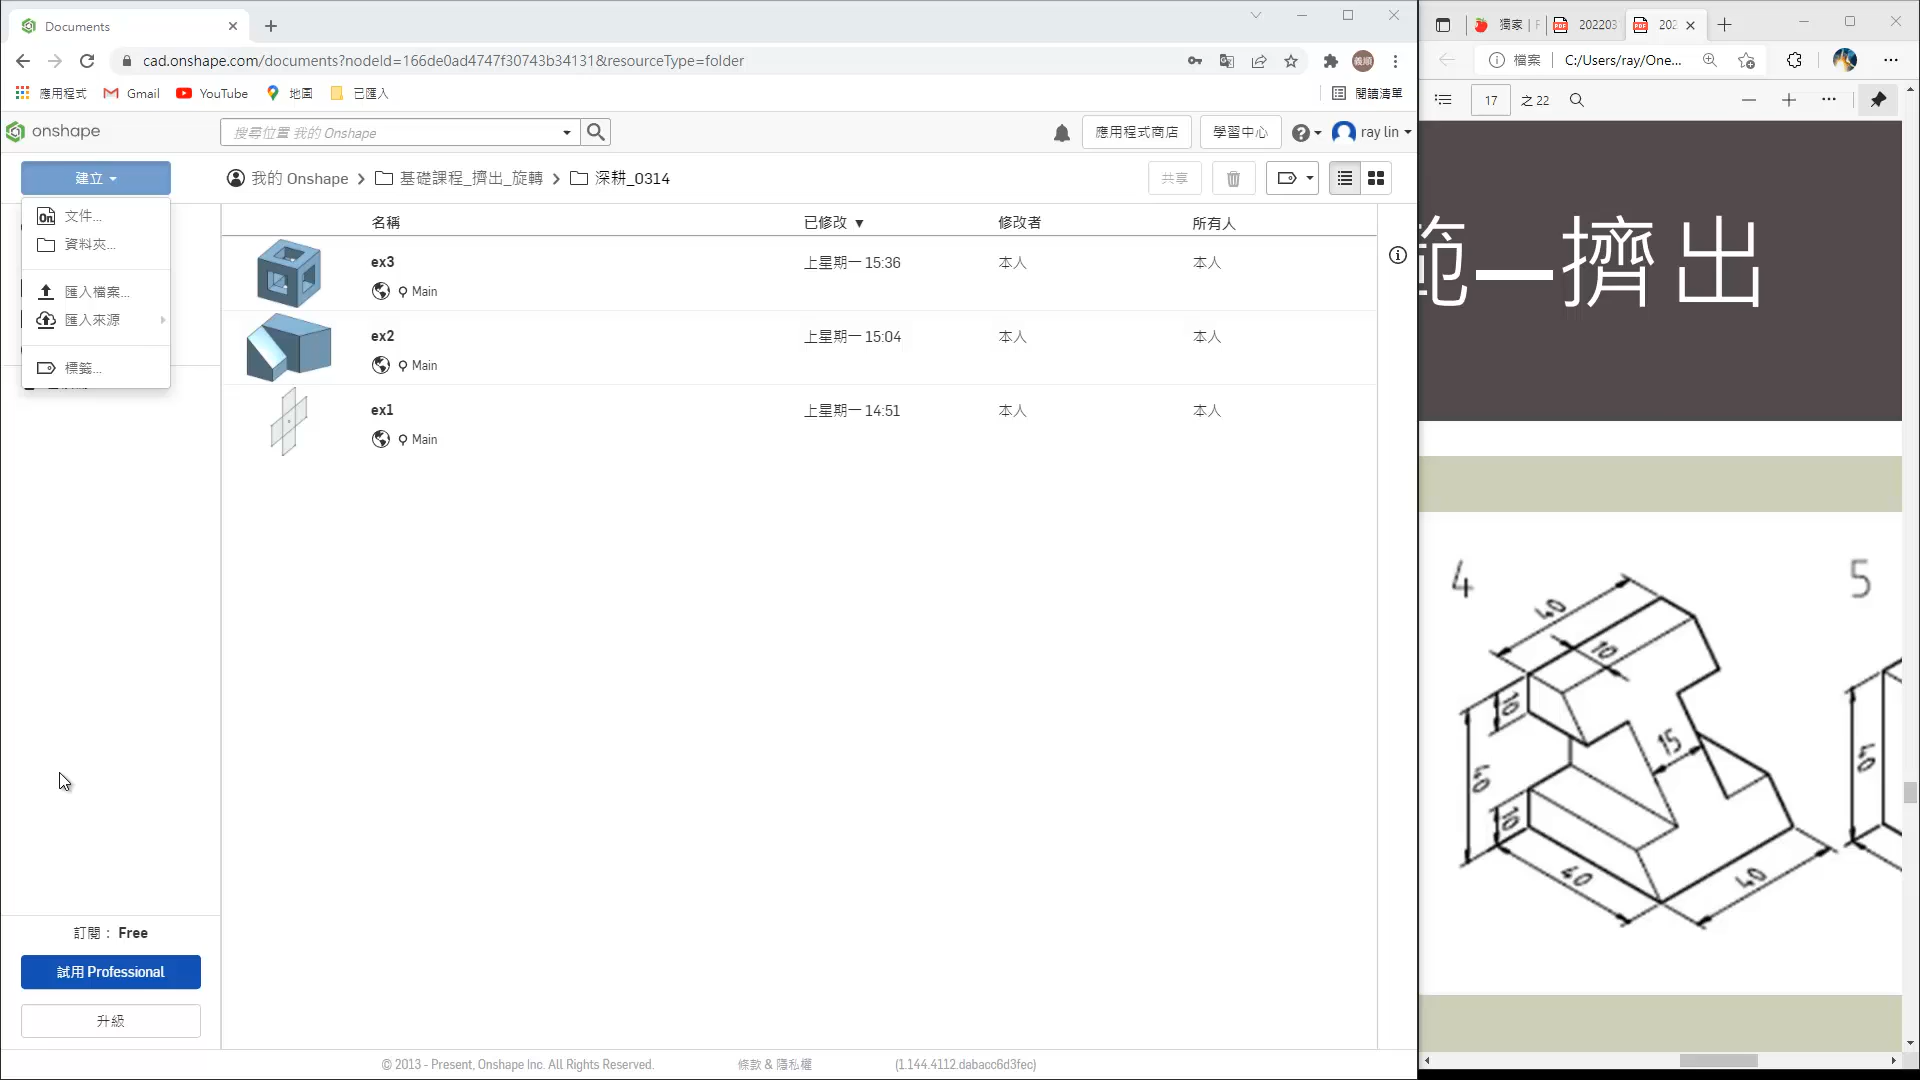 Documents
cad.onshape.com/documents?nodeId=166de0ad4747f30743b34131&resourceType=folder
義順
應用程式
Gmail
YouTube
地圖
已匯入
閱讀清單
onshape
搜尋位置 我的 Onshape
應用程式商店
學習中心
ray lin
建立
我的 Onshape
基礎課程_擠出_旋轉
深耕_0314
共享
文件...
資料夾...
匯入檔案...
匯入來源
標籤...
名稱
已修改 ▼
修改者
所有人
ex3
Main
上星期一 15:36
本人
本人
ex2
Main
上星期一 15:04
本人
本人
ex1
Main
上星期一 14:51
本人
本人
訂閱： Free
試用 Professional
升級
© 2013 - Present, Onshape Inc. All Rights Reserved.
條款 & 隱私權
(1.144.4112.dabacc6d3fec)
獨家 | F
202203
202
檔案
C:/Users/ray/One...
17
之 22
範—擠出
4
40
10
10
15
10
40
40
5